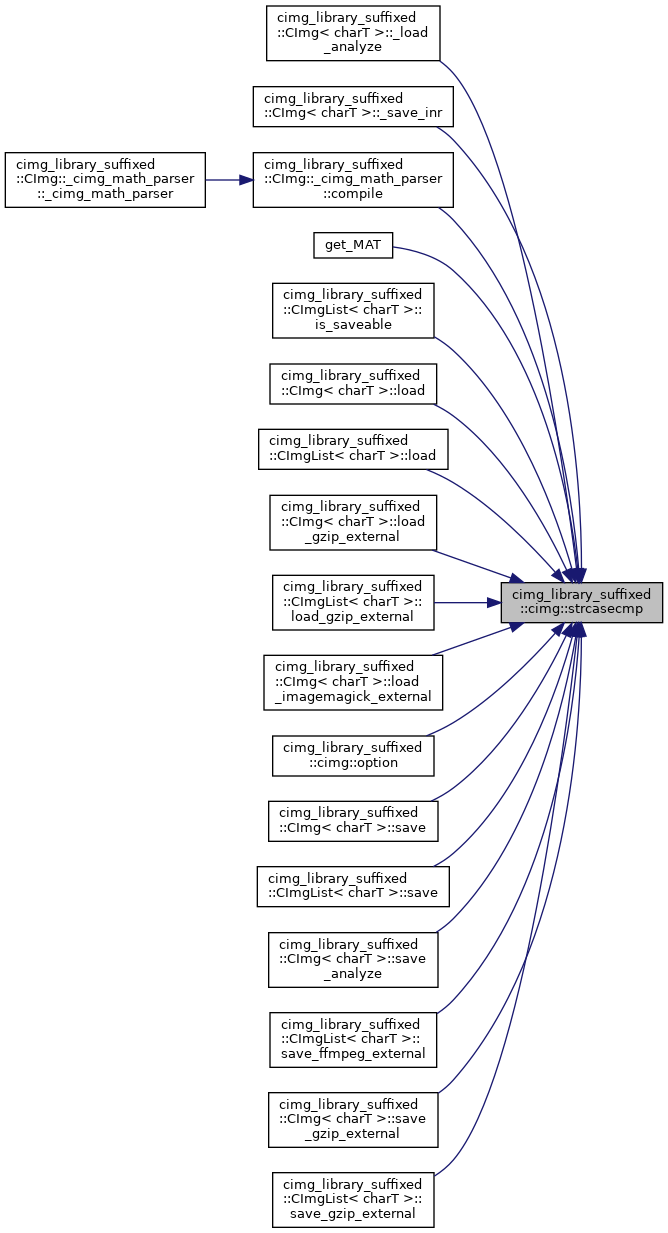 cimg_library_suffixed
::CImg< charT >::_load
_analyze
cimg_library_suffixed
::CImg< charT >::_save_inr
cimg_library_suffixed
::CImg::_cimg_math_parser
::_cimg_math_parser
cimg_library_suffixed
::CImg::_cimg_math_parser
::compile
get_MAT
cimg_library_suffixed
::CImgList< charT >::
is_saveable
cimg_library_suffixed
::CImg< charT >::load
cimg_library_suffixed
::CImgList< charT >::load
cimg_library_suffixed
::CImg< charT >::load
_gzip_external
cimg_library_suffixed
::CImgList< charT >::
load_gzip_external
cimg_library_suffixed
::cimg::strcasecmp
cimg_library_suffixed
::CImg< charT >::load
_imagemagick_external
cimg_library_suffixed
::cimg::option
cimg_library_suffixed
::CImg< charT >::save
cimg_library_suffixed
::CImgList< charT >::save
cimg_library_suffixed
::CImg< charT >::save
_analyze
cimg_library_suffixed
::CImgList< charT >::
save_ffmpeg_external
cimg_library_suffixed
::CImg< charT >::save
_gzip_external
cimg_library_suffixed
::CImgList< charT >::
save_gzip_external